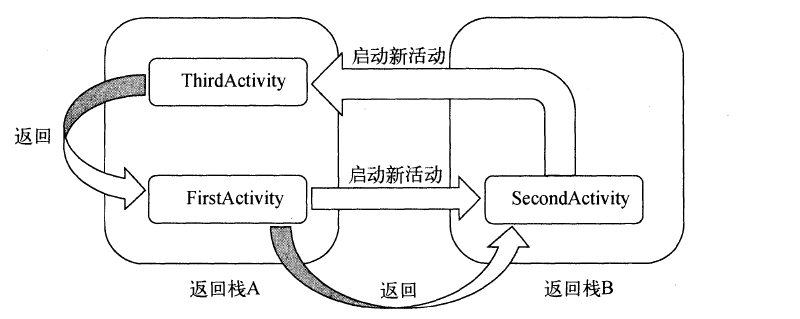 启动新活动
ThirdActivity
返回
启动新活动
FirstActivity
SecondActivity
返回栈A
返回
返回栈B